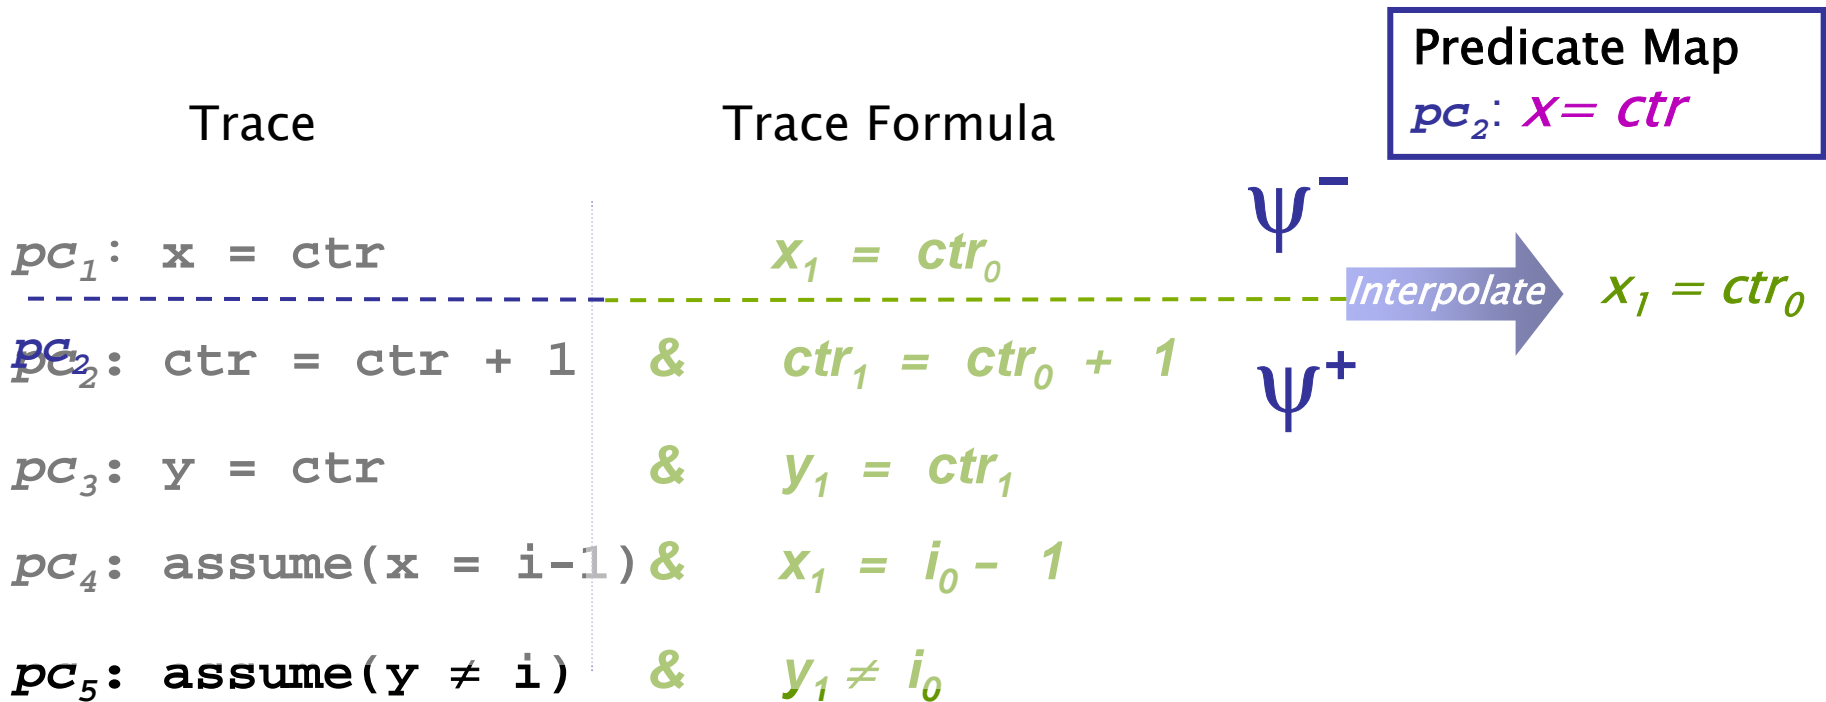 Predicate Map
pc₂: x = ctr
Trace Trace Formula
ψ⁻
pc₁: x = ctr x₁ = ctr₀
Interpolate x₁ = ctr₀
pc₂
pc₂: ctr = ctr + 1 & ctr₁ = ctr₀ + 1
ψ⁺
pc₃: y = ctr & y₁ = ctr₁
pc₄: assume(x = i-1) & x₁ = i₀ - 1
pc₅: assume(y ≠ i) & y₁ ≠ i₀